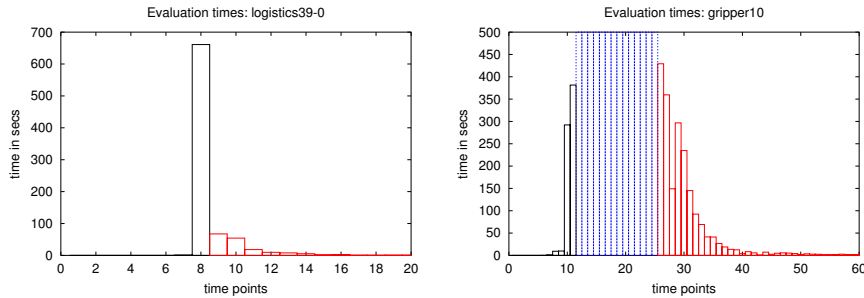 Evaluation times: logistics39-0
time in secs
700
600
500
400
300
200
100
0
0 2 4 6 8 10 12 14 16 18 20
time points
Evaluation times: gripper10
time in secs
500
450
400
350
300
250
200
150
100
50
0
0 10 20 30 40 50 60
time points